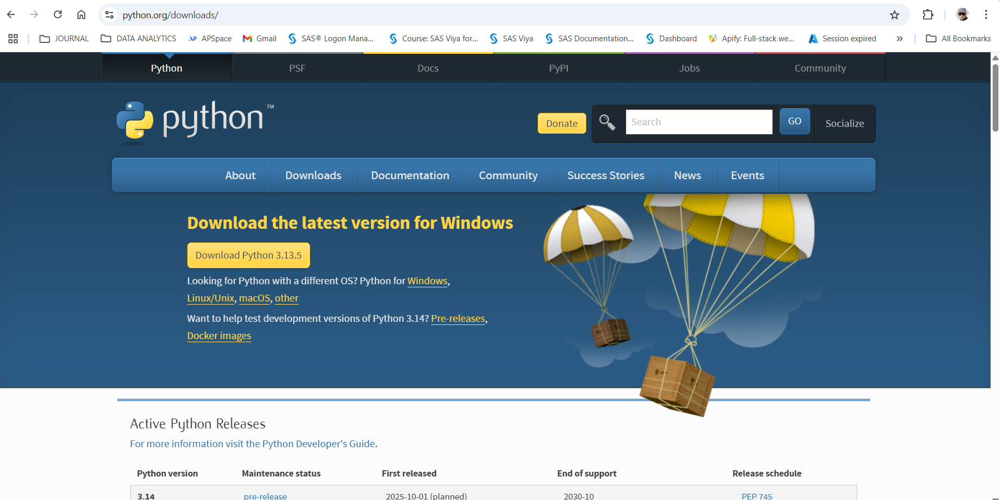 python.org/downloads/
JOURNAL DATA ANALYTICS APSpace Gmail SAS® Logon Mana... Course: SAS Viya for... SAS Viya SAS Documentation... Dashboard Apify: Full-stack we... Session expired » All Bookmarks
Python PSF Docs PyPI Jobs Community
python™
Donate Search GO Socialize
About Downloads Documentation Community Success Stories News Events
Download the latest version for Windows
Download Python 3.13.5
Looking for Python with a different OS? Python for Windows,
Linux/Unix, macOS, other
Want to help test development versions of Python 3.14? Pre-releases,
Docker images
Active Python Releases
For more information visit the Python Developer's Guide.
Python version Maintenance status First released End of support Release schedule
3.14 pre-release 2025-10-01 (planned) 2030-10 PEP 745